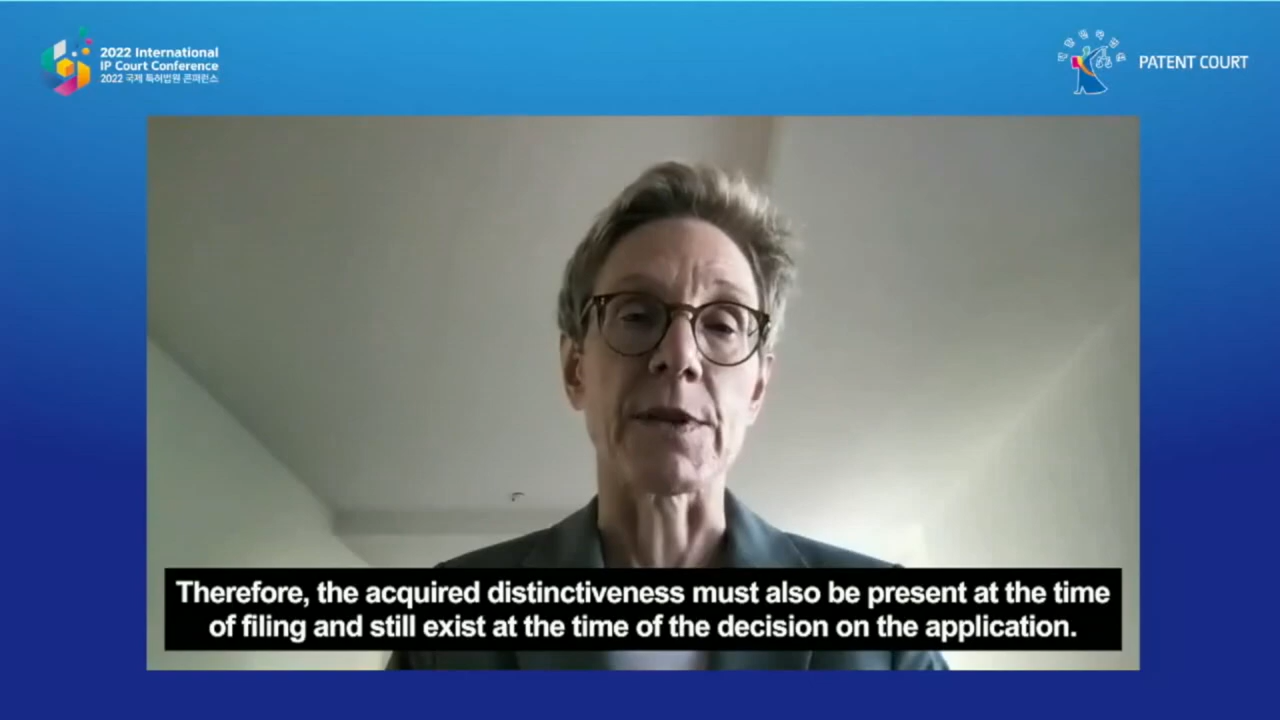 2022 International
IP Court Conference
2022 국제 특허법원 콘퍼런스
PATENT COURT
Therefore, the acquired distinctiveness must also be present at the time
of filing and still exist at the time of the decision on the application.